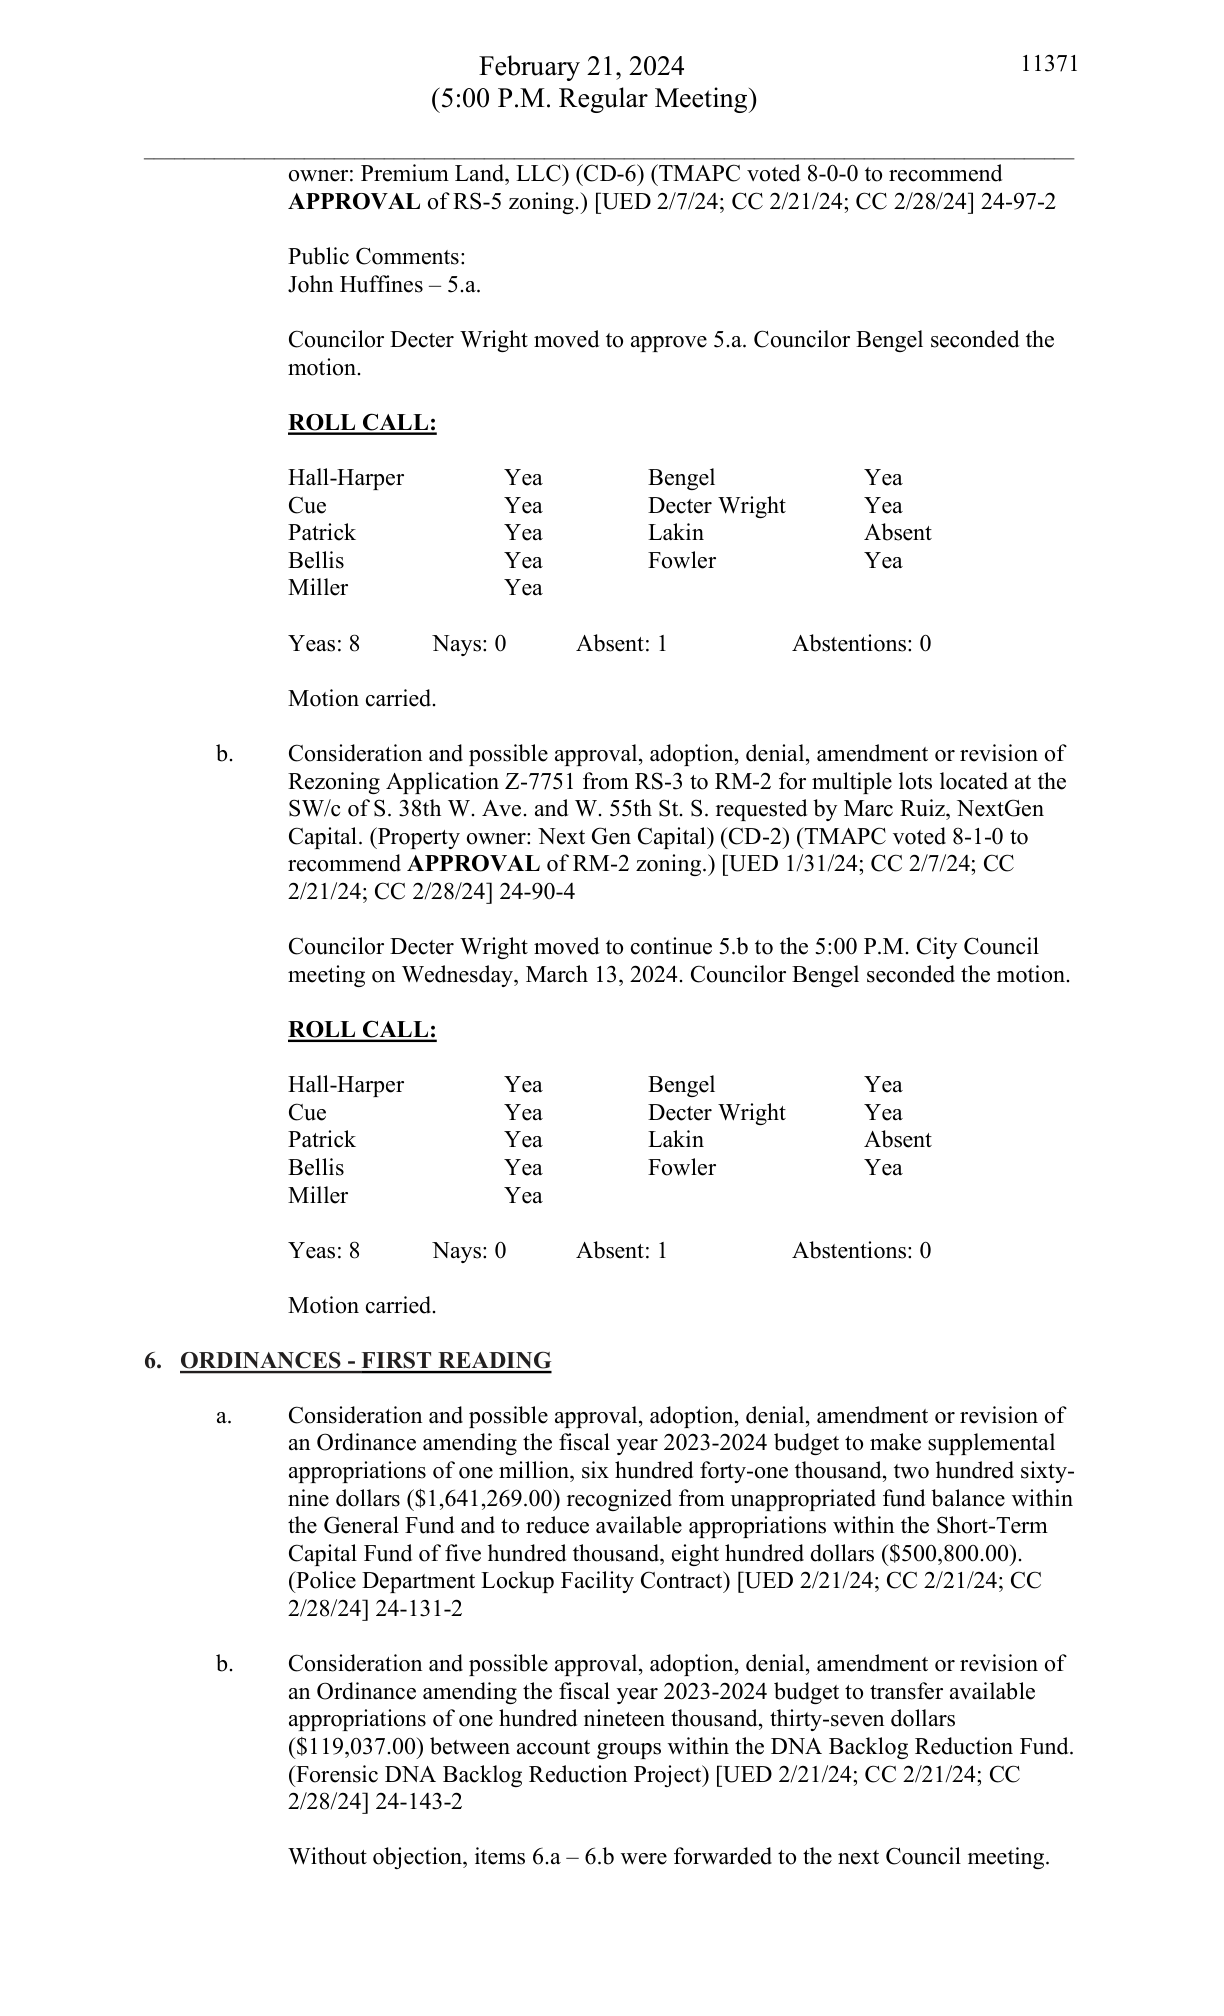 February 21, 2024
11371
(5:00 P.M. Regular Meeting)
owner: Premium Land, LLC) (CD-6) (TMAPC voted 8-0-0 to recommend
APPROVAL of RS-5 zoning.) [UED 2/7/24; CC 2/21/24; CC 2/28/24] 24-97-2
Public Comments:
John Huffines – 5.a.
Councilor Decter Wright moved to approve 5.a. Councilor Bengel seconded the
motion.
ROLL CALL:
Hall-Harper Yea Bengel Yea
Cue Yea Decter Wright Yea
Patrick Yea Lakin Absent
Bellis Yea Fowler Yea
Miller Yea
Yeas: 8 Nays: 0 Absent: 1 Abstentions: 0
Motion carried.
b. Consideration and possible approval, adoption, denial, amendment or revision of
Rezoning Application Z-7751 from RS-3 to RM-2 for multiple lots located at the
SW/c of S. 38th W. Ave. and W. 55th St. S. requested by Marc Ruiz, NextGen
Capital. (Property owner: Next Gen Capital) (CD-2) (TMAPC voted 8-1-0 to
recommend APPROVAL of RM-2 zoning.) [UED 1/31/24; CC 2/7/24; CC
2/21/24; CC 2/28/24] 24-90-4
Councilor Decter Wright moved to continue 5.b to the 5:00 P.M. City Council
meeting on Wednesday, March 13, 2024. Councilor Bengel seconded the motion.
ROLL CALL:
Hall-Harper Yea Bengel Yea
Cue Yea Decter Wright Yea
Patrick Yea Lakin Absent
Bellis Yea Fowler Yea
Miller Yea
Yeas: 8 Nays: 0 Absent: 1 Abstentions: 0
Motion carried.
6. ORDINANCES - FIRST READING
a. Consideration and possible approval, adoption, denial, amendment or revision of
an Ordinance amending the fiscal year 2023-2024 budget to make supplemental
appropriations of one million, six hundred forty-one thousand, two hundred sixty-
nine dollars ($1,641,269.00) recognized from unappropriated fund balance within
the General Fund and to reduce available appropriations within the Short-Term
Capital Fund of five hundred thousand, eight hundred dollars ($500,800.00).
(Police Department Lockup Facility Contract) [UED 2/21/24; CC 2/21/24; CC
2/28/24] 24-131-2
b. Consideration and possible approval, adoption, denial, amendment or revision of
an Ordinance amending the fiscal year 2023-2024 budget to transfer available
appropriations of one hundred nineteen thousand, thirty-seven dollars
($119,037.00) between account groups within the DNA Backlog Reduction Fund.
(Forensic DNA Backlog Reduction Project) [UED 2/21/24; CC 2/21/24; CC
2/28/24] 24-143-2
Without objection, items 6.a – 6.b were forwarded to the next Council meeting.